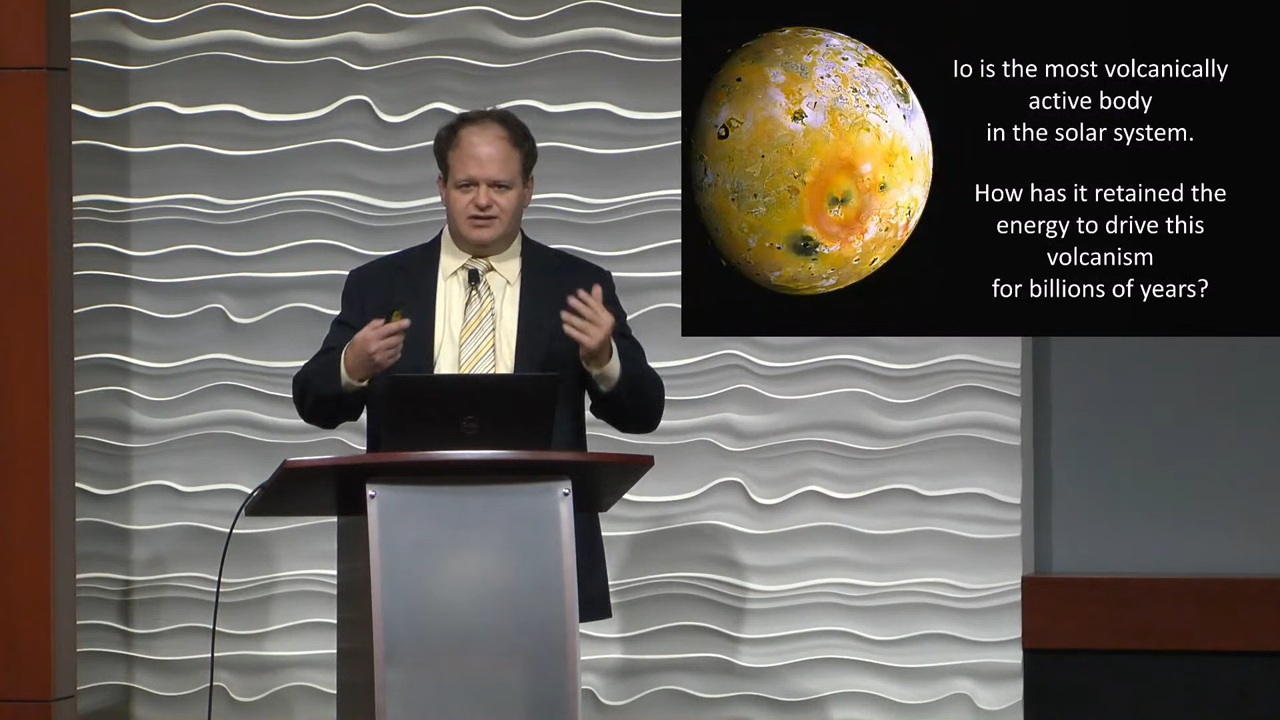 Io is the most volcanically
active body
in the solar system.
How has it retained the
energy to drive this
volcanism
for billions of years?